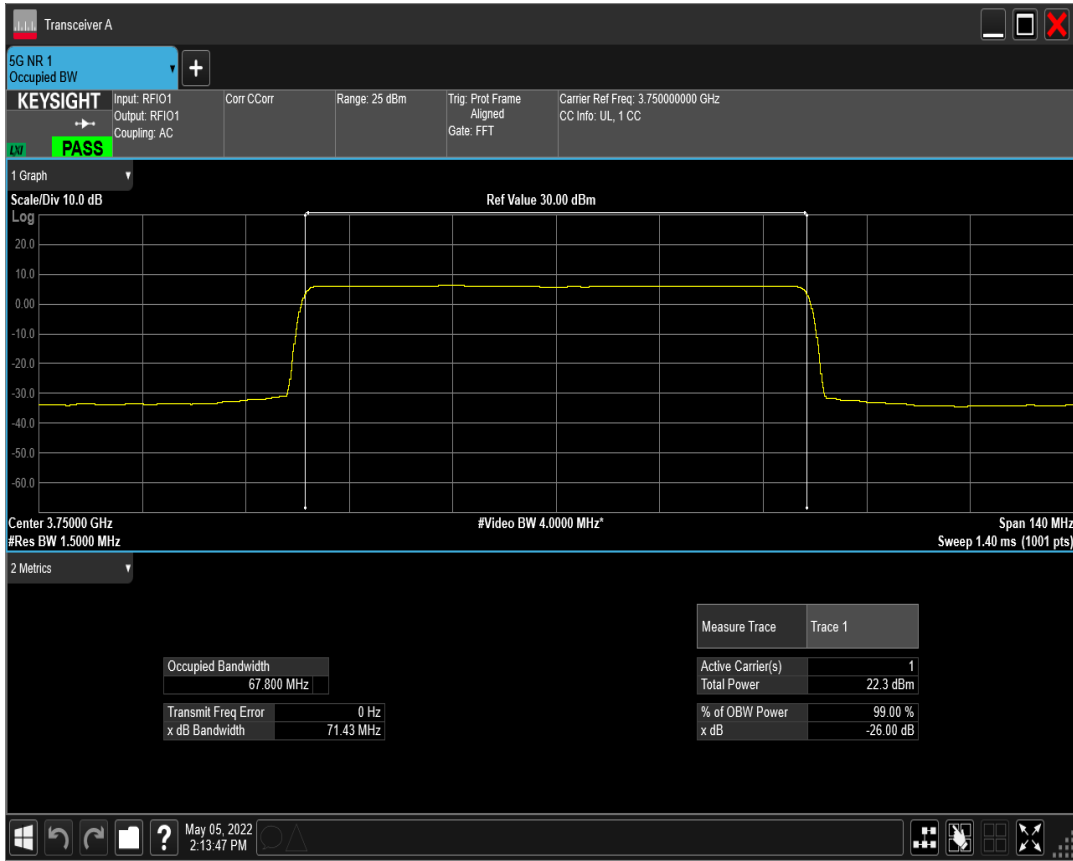 Transceiver A
5G NR 1
Occupied BW
KEYSIGHT
LXI
PASS
Input: RFIO1
Output: RFIO1
Coupling: AC
Corr CCorr
Range: 25 dBm
Trig: Prot Frame
Aligned
Gate: FFT
Carrier Ref Freq: 3.750000000 GHz
CC Info: UL, 1 CC
1 Graph
Scale/Div 10.0 dB
Ref Value 30.00 dBm
Log
20.0
10.0
0.00
-10.0
-20.0
-30.0
-40.0
-50.0
-60.0
Center 3.75000 GHz
#Video BW 4.0000 MHz*
Span 140 MHz
#Res BW 1.5000 MHz
Sweep 1.40 ms (1001 pts)
2 Metrics
Measure Trace Trace 1
Occupied Bandwidth
67.800 MHz
Active Carrier(s) 1
Total Power 22.3 dBm
Transmit Freq Error 0 Hz
x dB Bandwidth 71.43 MHz
% of OBW Power 99.00 %
x dB -26.00 dB
?
May 05, 2022
2:13:47 PM